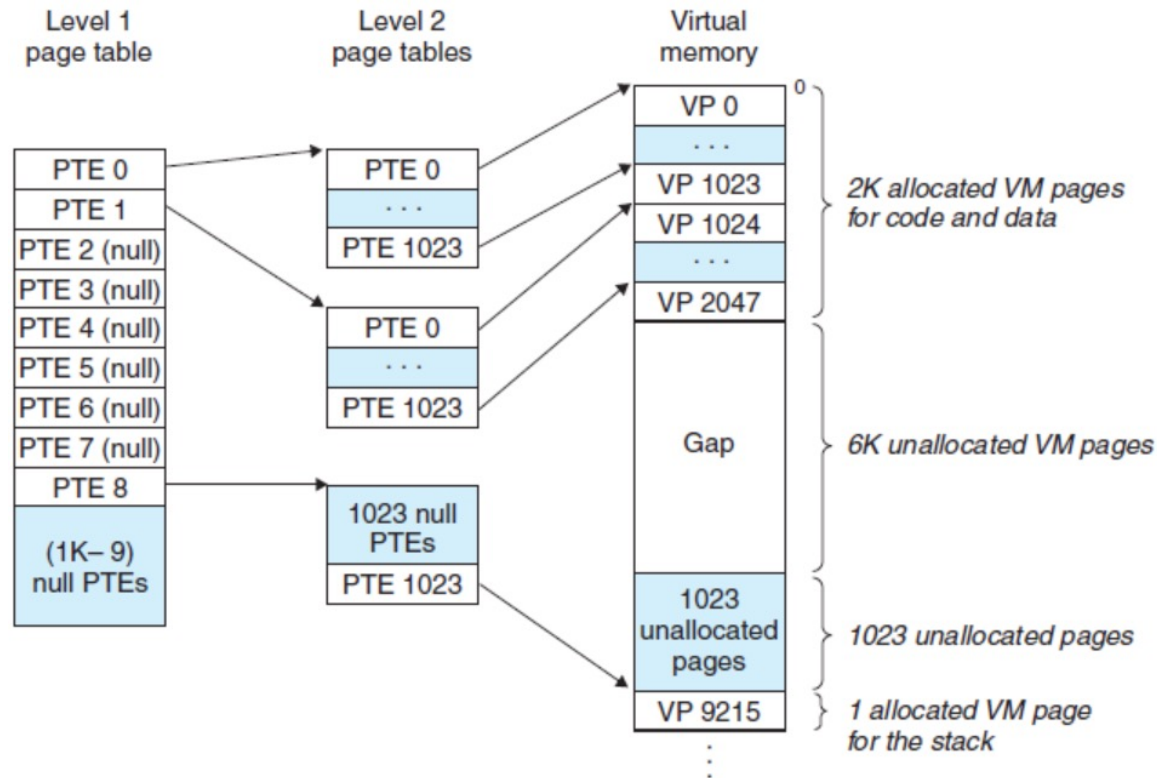 Level 1
page table
Level 2
page tables
Virtual
memory
PTE 0
PTE 1
PTE 2 (null)
PTE 3 (null)
PTE 4 (null)
PTE 5 (null)
PTE 6 (null)
PTE 7 (null)
PTE 8
(1K– 9)
null PTEs
PTE 0
. . .
PTE 1023
PTE 0
. . .
PTE 1023
1023 null
PTEs
PTE 1023
0
VP 0
. . .
VP 1023
VP 1024
. . .
VP 2047
Gap
1023
unallocated
pages
VP 9215
. . .
2K allocated VM pages
for code and data
6K unallocated VM pages
1023 unallocated pages
1 allocated VM page
for the stack